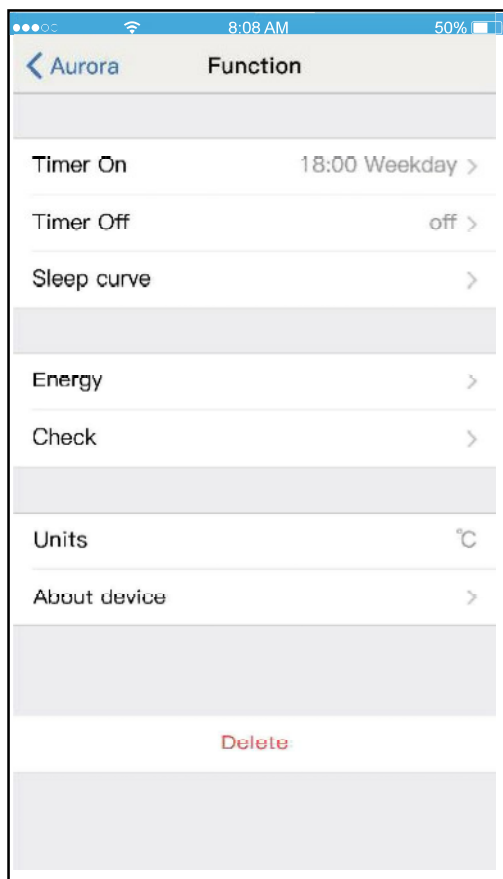 8:08 AM 50%
Aurora Function
Timer On 18:00 Weekday
Timer Off off
Sleep curve
Energy
Check
Units °C
About device
Delete